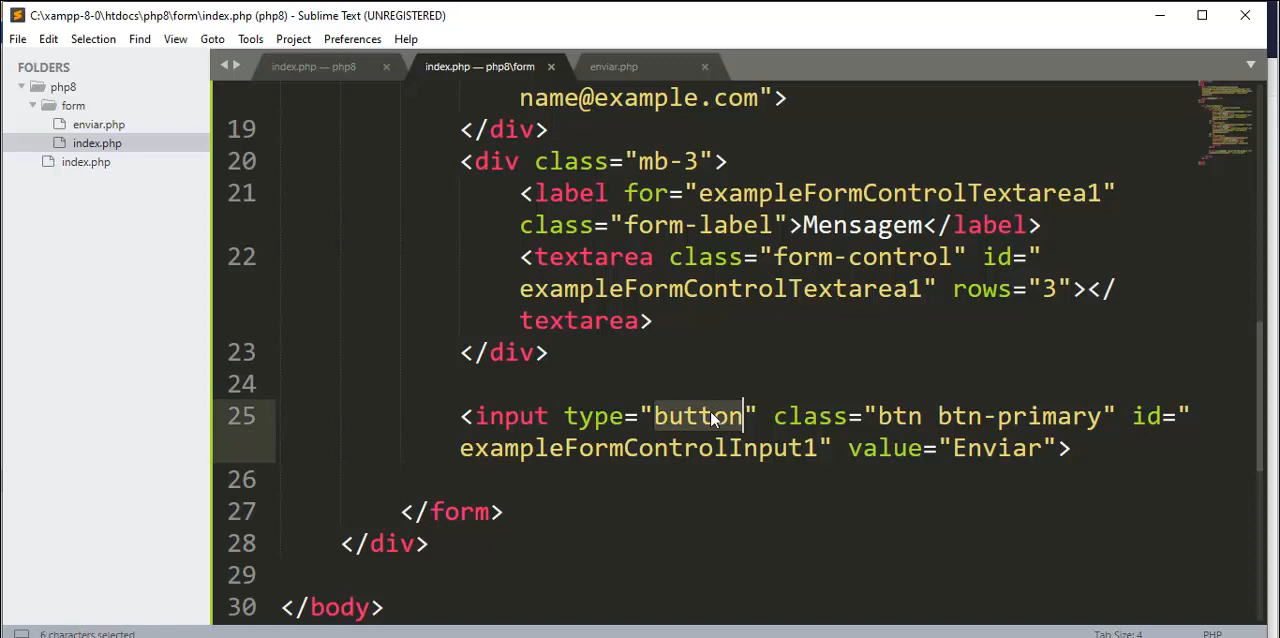 C:\xampp-8-0\htdocs\php8\form\index.php (php8) - Sublime Text (UNREGISTERED)
File Edit Selection Find View Goto Tools Project Preferences Help
FOLDERS
php8
form
enviar.php
index.php
index.php
index.php — php8 index.php — php8\form enviar.php
name@example.com">
19 </div>
20 <div class="mb-3">
21 <label for="exampleFormControlTextarea1"
class="form-label">Mensagem</label>
22 <textarea class="form-control" id="
exampleFormControlTextarea1" rows="3"></
textarea>
23 </div>
24
25 <input type="button" class="btn btn-primary" id="
exampleFormControlInput1" value="Enviar">
26
27 </form>
28 </div>
29
30 </body>
6 characters selected Tab Size: 4 PHP